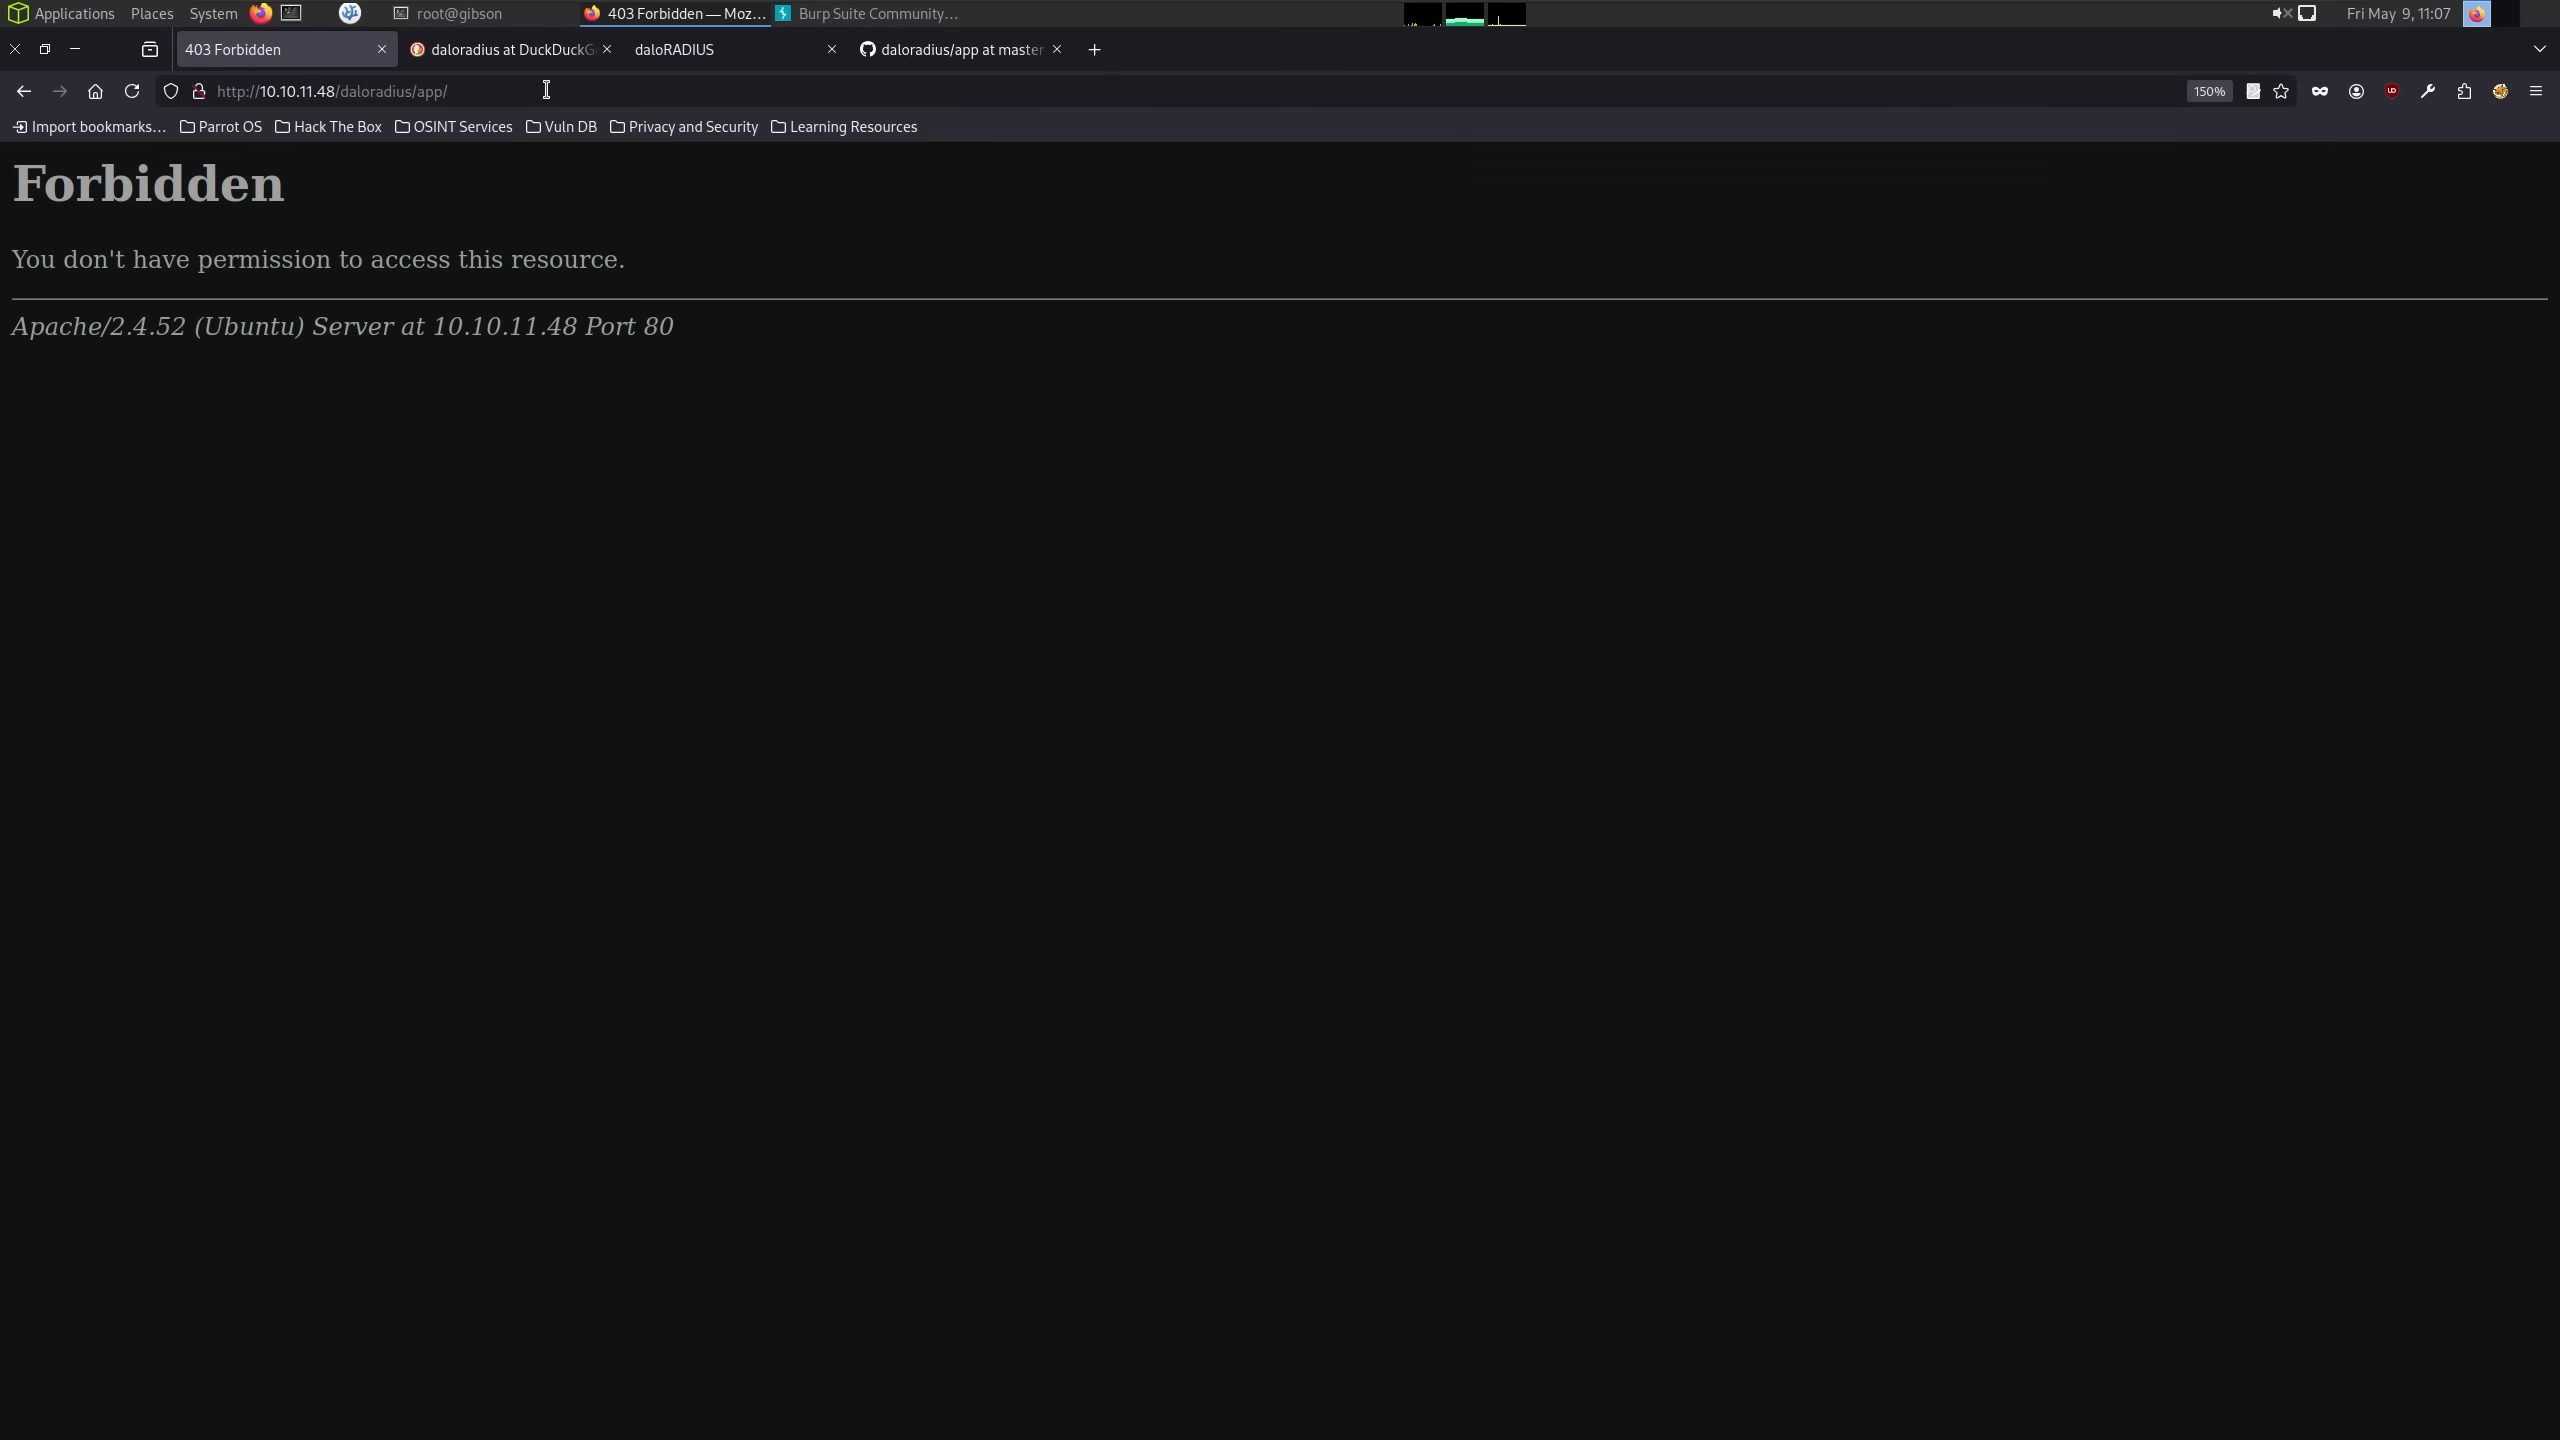 Applications Places System root@gibson 403 Forbidden — Moz... Burp Suite Community... Fri May 9, 11:07
403 Forbidden daloradius at DuckDuckG daloRADIUS daloradius/app at master
http://10.10.11.48/daloradius/app/ 150%
Import bookmarks... Parrot OS Hack The Box OSINT Services Vuln DB Privacy and Security Learning Resources
Forbidden
You don't have permission to access this resource.
Apache/2.4.52 (Ubuntu) Server at 10.10.11.48 Port 80